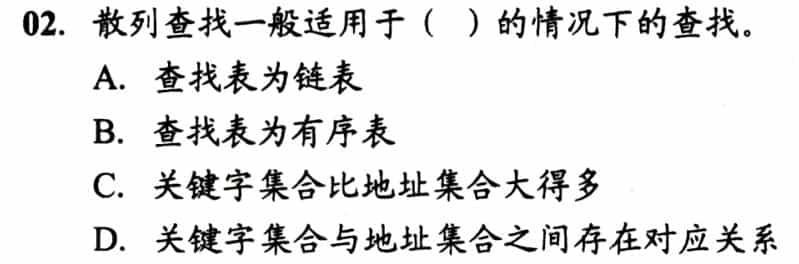 02. 散列查找一般适用于（ ）的情况下的查找。
A. 查找表为链表
B. 查找表为有序表
C. 关键字集合比地址集合大得多
D. 关键字集合与地址集合之间存在对应关系